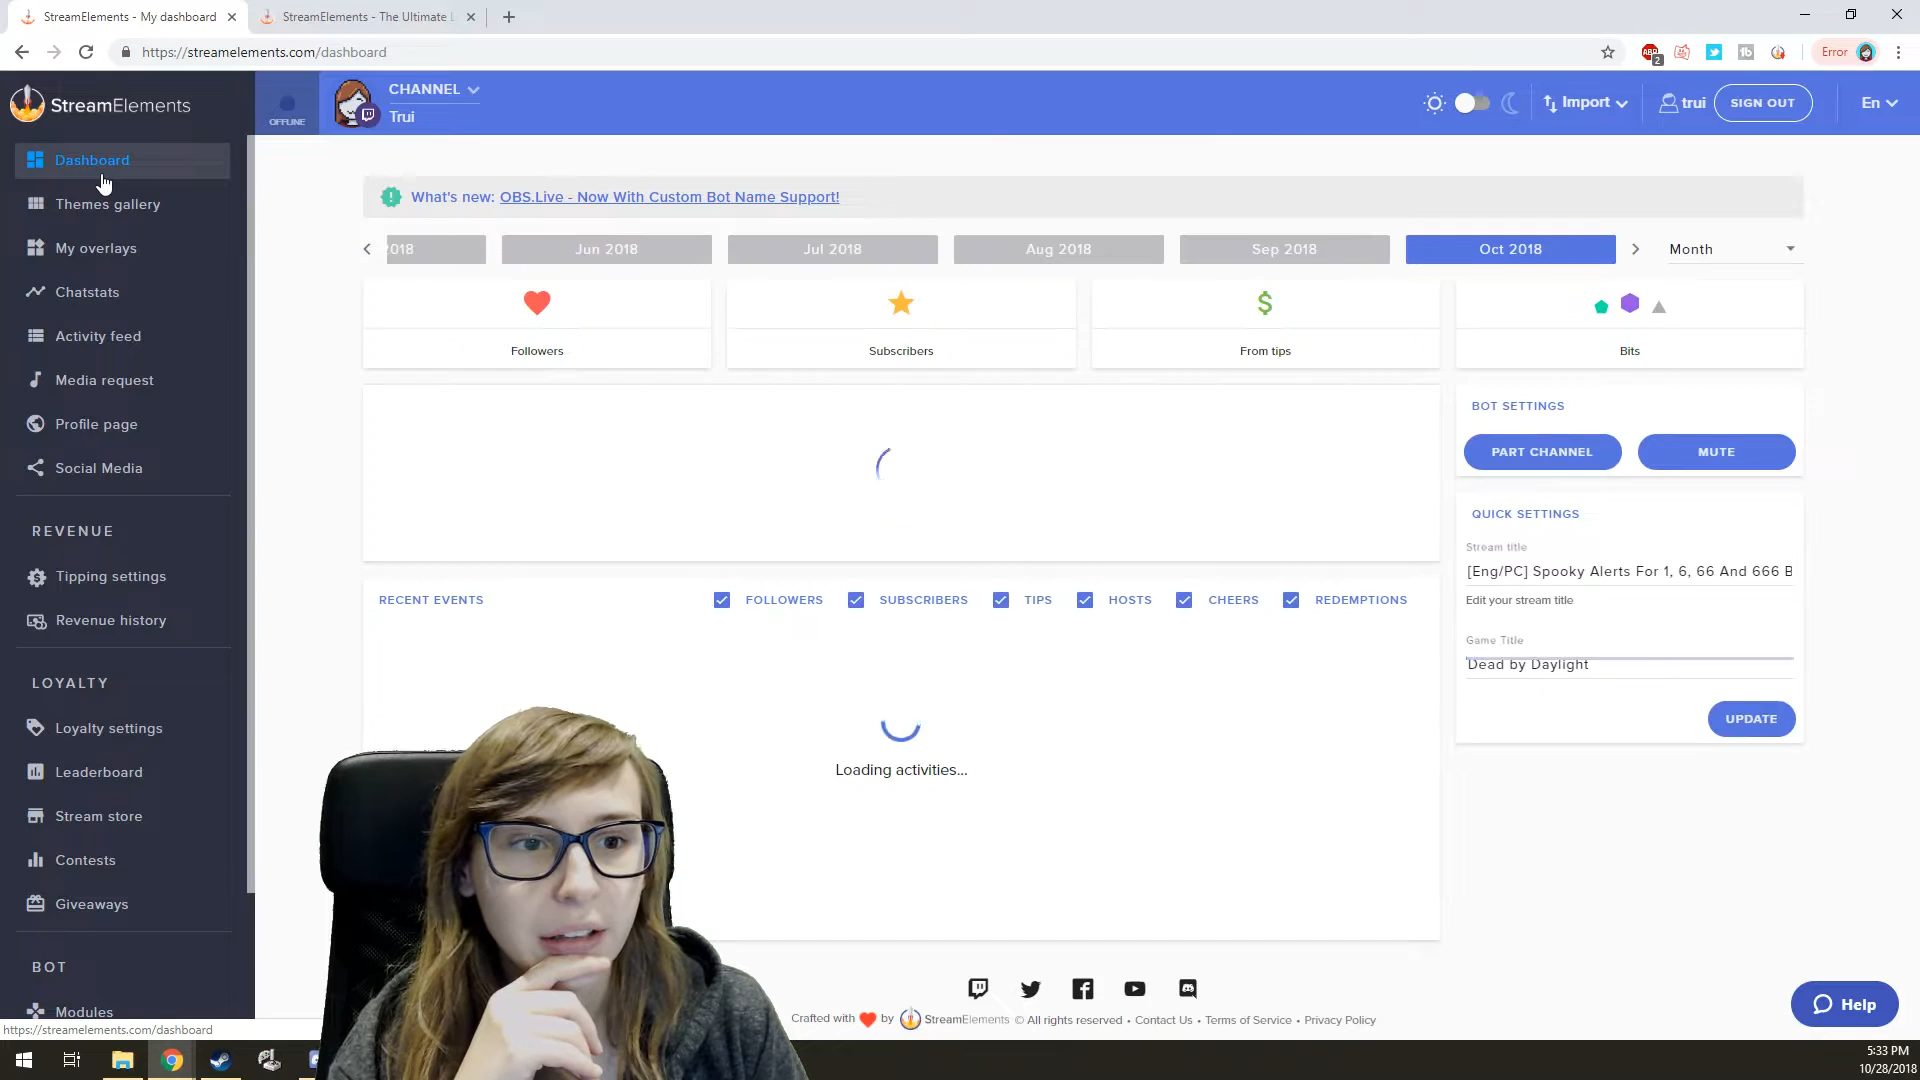 StreamElements - My dashboard
StreamElements - The Ultimate
https://streamelements.com/dashboard
ABP
2
Error
StreamElements
OFFLINE
CHANNEL
Trui
Import
trui
SIGN OUT
En
Dashboard
Themes gallery
My overlays
Chatstats
Activity feed
Media request
Profile page
Social Media
REVENUE
Tipping settings
Revenue history
LOYALTY
Loyalty settings
Leaderboard
Stream store
Contests
Giveaways
BOT
Modules
https://streamelements.com/dashboard
What's new: OBS.Live - Now With Custom Bot Name Support!
2018
Jun 2018
Jul 2018
Aug 2018
Sep 2018
Oct 2018
Month
Followers
Subscribers
From tips
Bits
BOT SETTINGS
PART CHANNEL
MUTE
QUICK SETTINGS
Stream title
[Eng/PC] Spooky Alerts For 1, 6, 66 And 666 B
Edit your stream title
Game Title
Dead by Daylight
UPDATE
RECENT EVENTS
FOLLOWERS
SUBSCRIBERS
TIPS
HOSTS
CHEERS
REDEMPTIONS
Loading activities...
Crafted with by StreamElements © All rights reserved • Contact Us • Terms of Service • Privacy Policy
Help
5:33 PM
10/28/2018